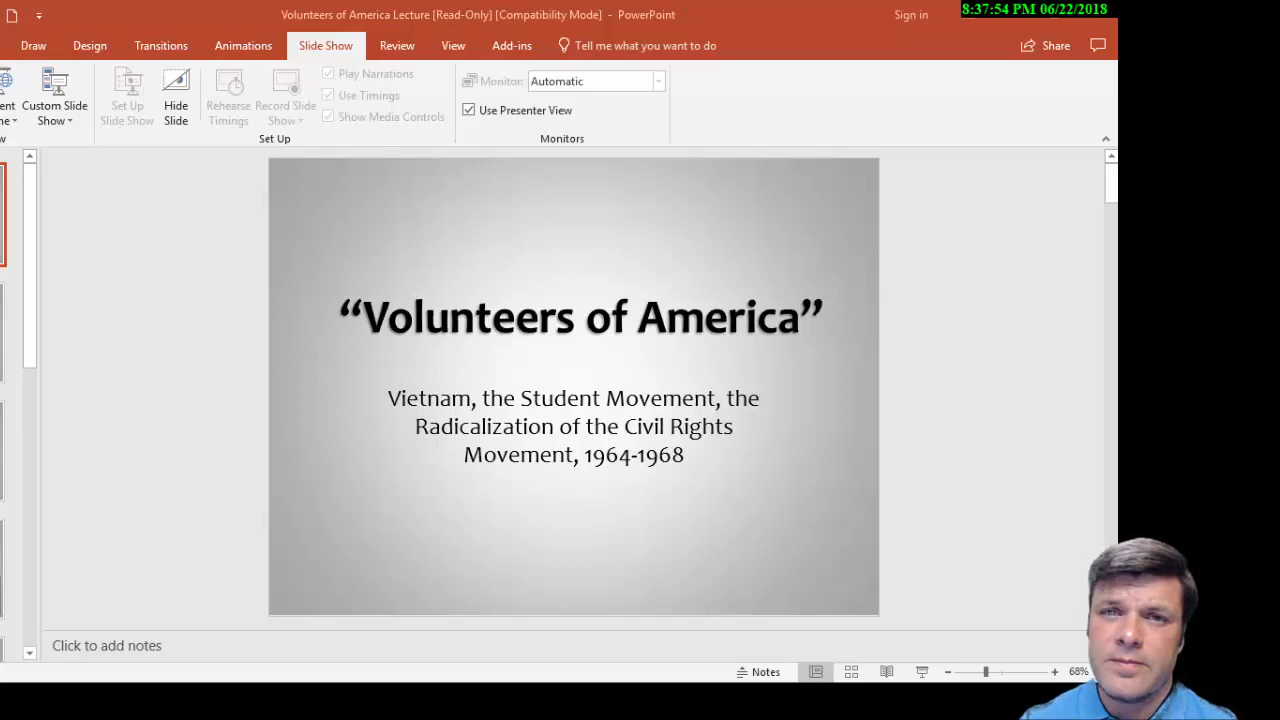 Volunteers of America Lecture [Read-Only] [Compatibility Mode] - PowerPoint
Sign in
8:37:54 PM 06/22/2018
Draw Design Transitions Animations Slide Show Review View Add-ins Tell me what you want to do Share
Play Narrations
Monitor: Automatic
Custom Slide Show
Set Up Slide Show
Hide Slide
Rehearse Timings
Record Slide Show
Use Timings
Use Presenter View
Show Media Controls
Set Up
Monitors
“Volunteers of America”
Vietnam, the Student Movement, the
Radicalization of the Civil Rights
Movement, 1964-1968
Click to add notes
Notes
68%